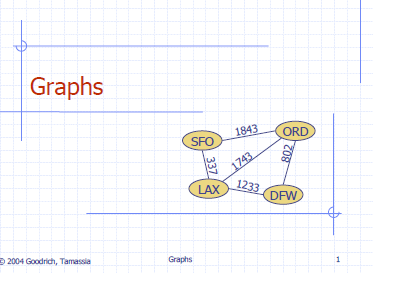 Graphs
SFO
1843
ORD
337
1743
802
LAX
1233
DFW
© 2004 Goodrich, Tamassia
Graphs
1